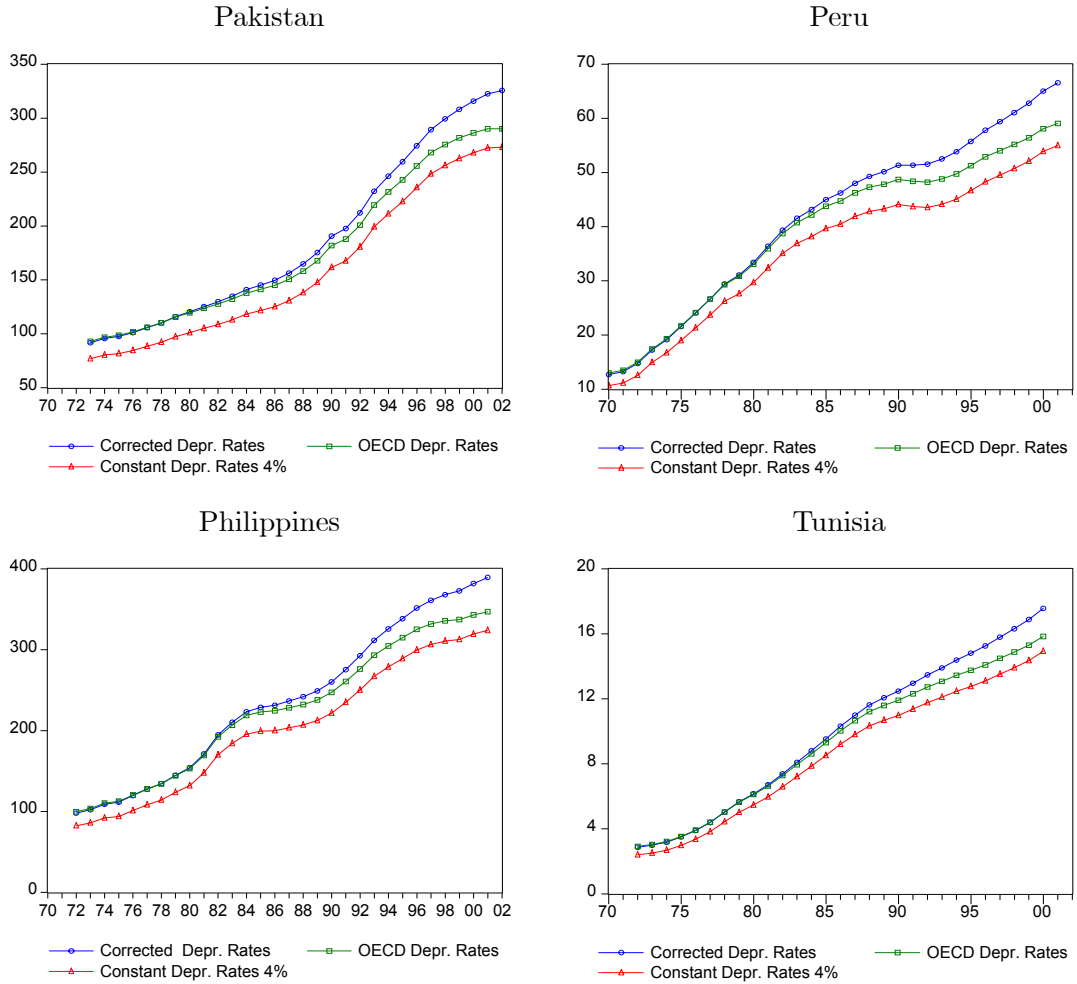 Pakistan
350
300
250
200
150
100
50
70 72 74 76 78 80 82 84 86 88 90 92 94 96 98 00 02
Corrected Depr. Rates OECD Depr. Rates
Constant Depr. Rates 4%
Peru
70
60
50
40
30
20
10
70 75 80 85 90 95 00
Corrected Depr. Rates OECD Depr. Rates
Constant Depr. Rates 4%
Philippines
400
300
200
100
0
70 72 74 76 78 80 82 84 86 88 90 92 94 96 98 00 02
Corrected Depr. Rates OECD Depr. Rates
Constant Depr. Rates 4%
Tunisia
20
16
12
8
4
0
70 75 80 85 90 95 00
Corrected Depr. Rates OECD Depr. Rates
Constant Depr. Rates 4%